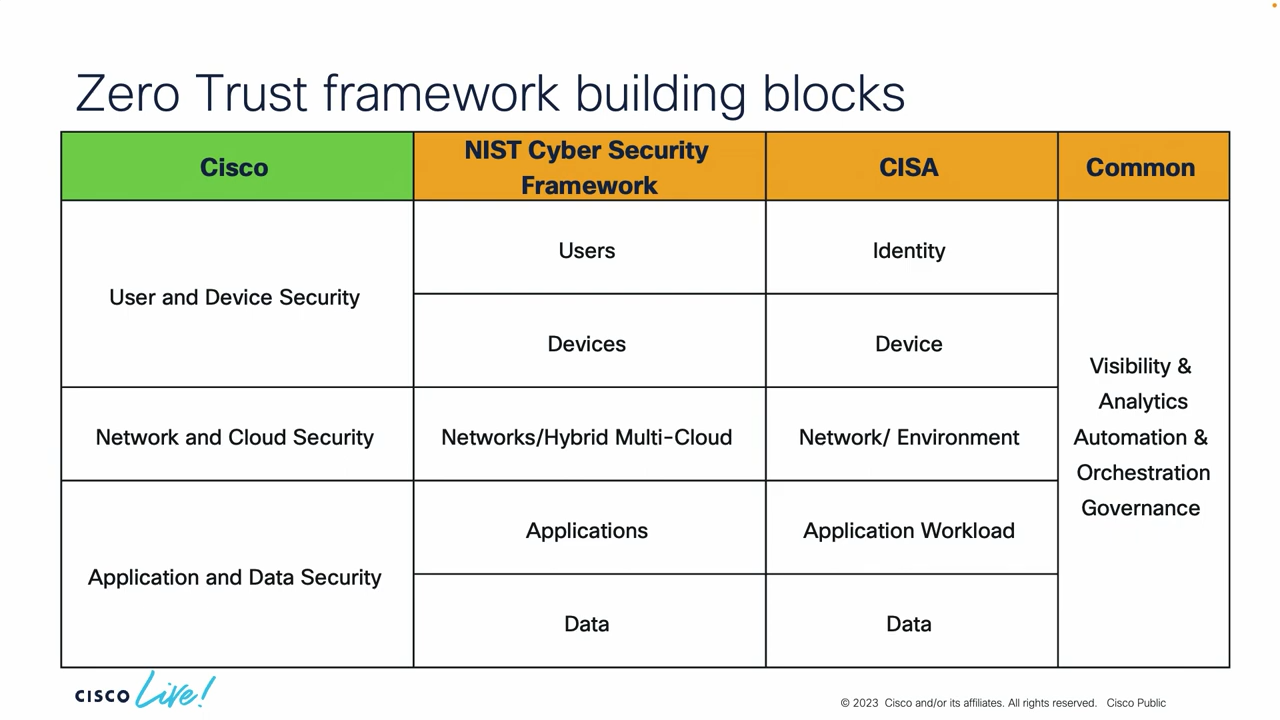 Zero Trust framework building blocks
Cisco
NIST Cyber Security
Framework
CISA
Common
User and Device Security
Users
Identity
Devices
Device
Network and Cloud Security
Networks/Hybrid Multi-Cloud
Network/ Environment
Application and Data Security
Applications
Application Workload
Data
Data
Visibility &
Analytics
Automation &
Orchestration
Governance
CISCO Live!
© 2023 Cisco and/or its affiliates. All rights reserved. Cisco Public